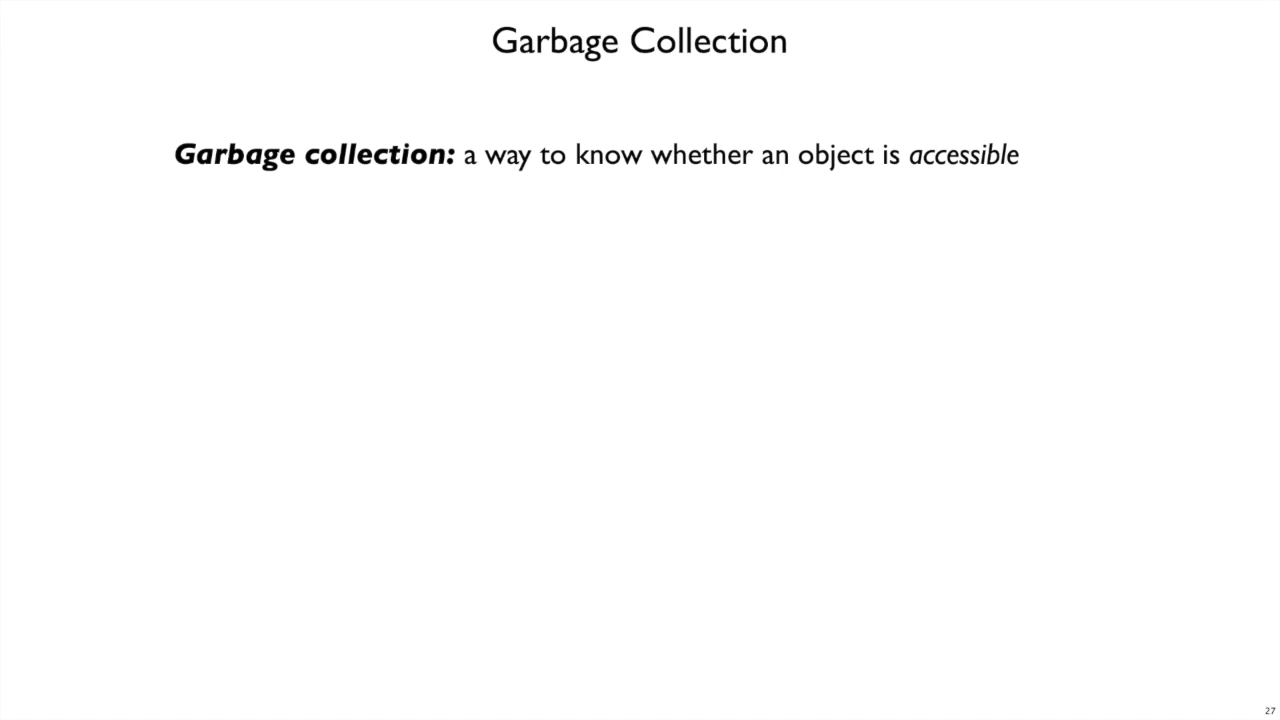 Garbage Collection
Garbage collection: a way to know whether an object is accessible
27